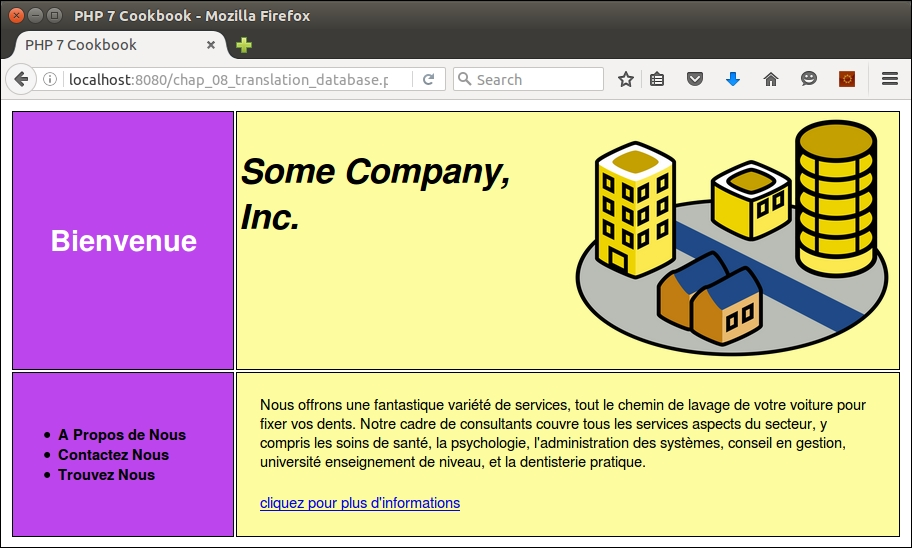 PHP 7 Cookbook - Mozilla Firefox
PHP 7 Cookbook
localhost:8080/chap_08_translation_database.p
Search
Bienvenue
Some Company,
Inc.
A Propos de Nous
Contactez Nous
Trouvez Nous
Nous offrons une fantastique variété de services, tout le chemin de lavage de votre voiture pour
fixer vos dents. Notre cadre de consultants couvre tous les services aspects du secteur, y
compris les soins de santé, la psychologie, l'administration des systèmes, conseil en gestion,
université enseignement de niveau, et la dentisterie pratique.
cliquez pour plus d'informations